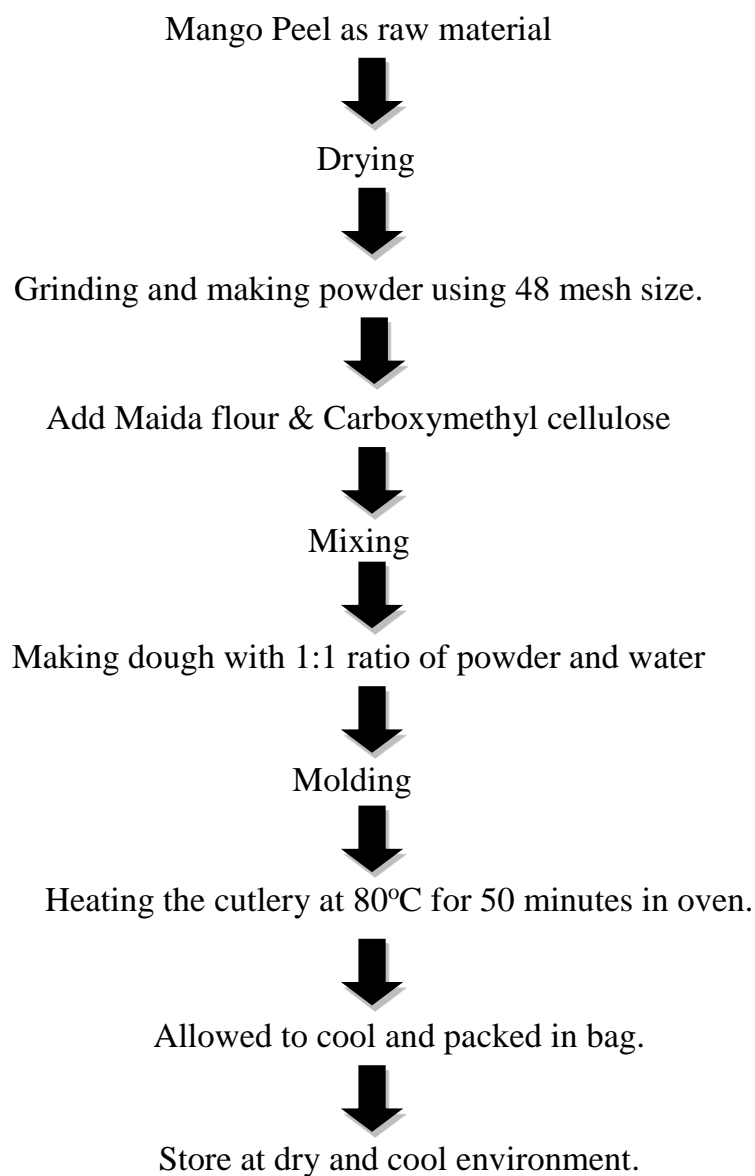 Mango Peel as raw material
Drying
Grinding and making powder using 48 mesh size.
Add Maida flour & Carboxymethyl cellulose
Mixing
Making dough with 1:1 ratio of powder and water
Molding
Heating the cutlery at 80°C for 50 minutes in oven.
Allowed to cool and packed in bag.
Store at dry and cool environment.